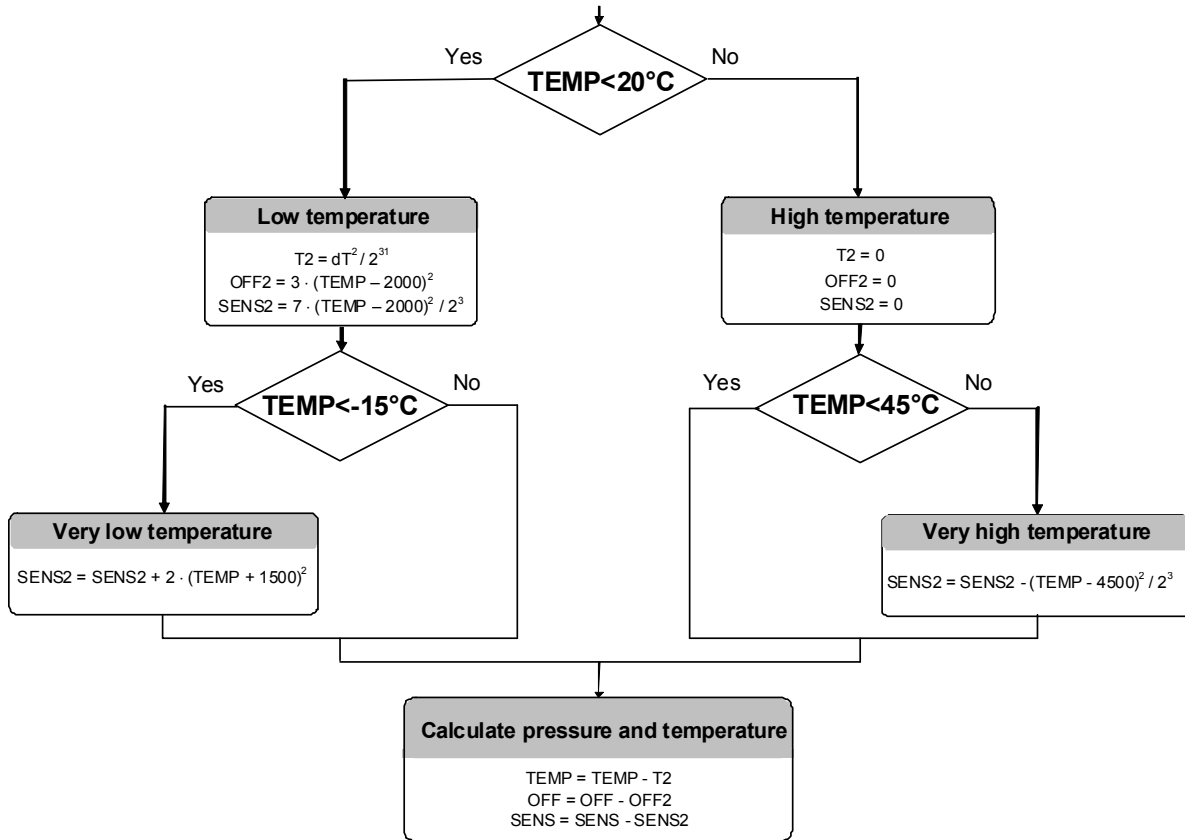 Yes
No
TEMP<20°C
Low temperature
T2 = dT² / 2³¹
OFF2 = 3 · (TEMP – 2000)²
SENS2 = 7 · (TEMP – 2000)² / 2³
High temperature
T2 = 0
OFF2 = 0
SENS2 = 0
Yes
No
TEMP<-15°C
Yes
No
TEMP<45°C
Very low temperature
SENS2 = SENS2 + 2 · (TEMP + 1500)²
Very high temperature
SENS2 = SENS2 - (TEMP - 4500)² / 2³
Calculate pressure and temperature
TEMP = TEMP - T2
OFF = OFF - OFF2
SENS = SENS - SENS2